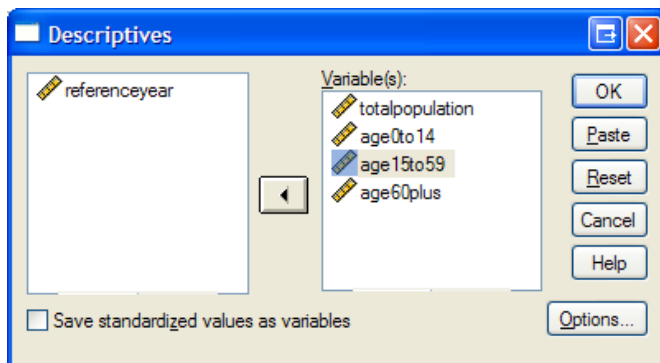 Descriptives
referenceyear
Variable(s):
totalpopulation
age0to14
age15to59
age60plus
OK
Paste
Reset
Cancel
Help
Save standardized values as variables
Options...